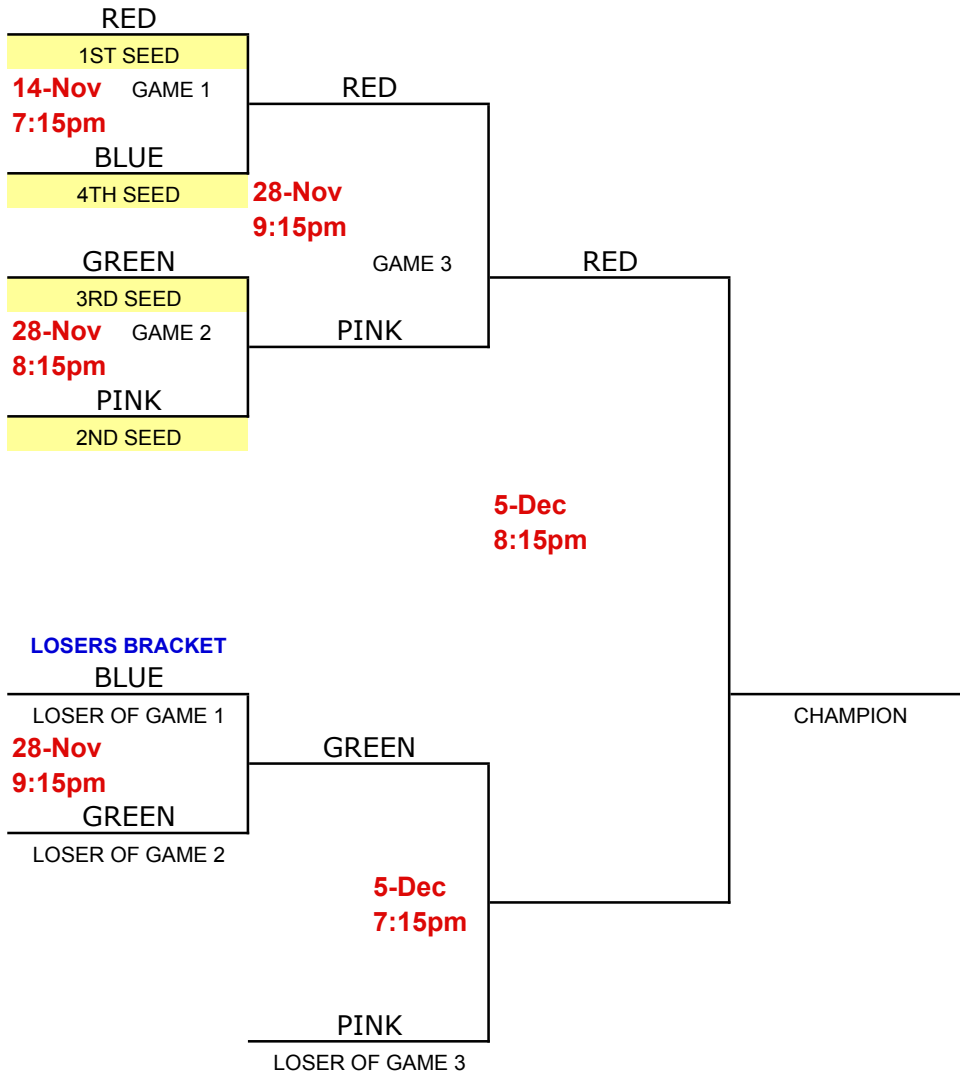 RED
1ST SEED
14-Nov GAME 1
7:15pm
RED
BLUE
4TH SEED
28-Nov
9:15pm
GAME 3
GREEN
3RD SEED
28-Nov GAME 2
8:15pm
PINK
RED
PINK
2ND SEED
5-Dec
8:15pm
LOSERS BRACKET
BLUE
LOSER OF GAME 1
28-Nov
9:15pm
GREEN
GREEN
LOSER OF GAME 2
CHAMPION
5-Dec
7:15pm
PINK
LOSER OF GAME 3